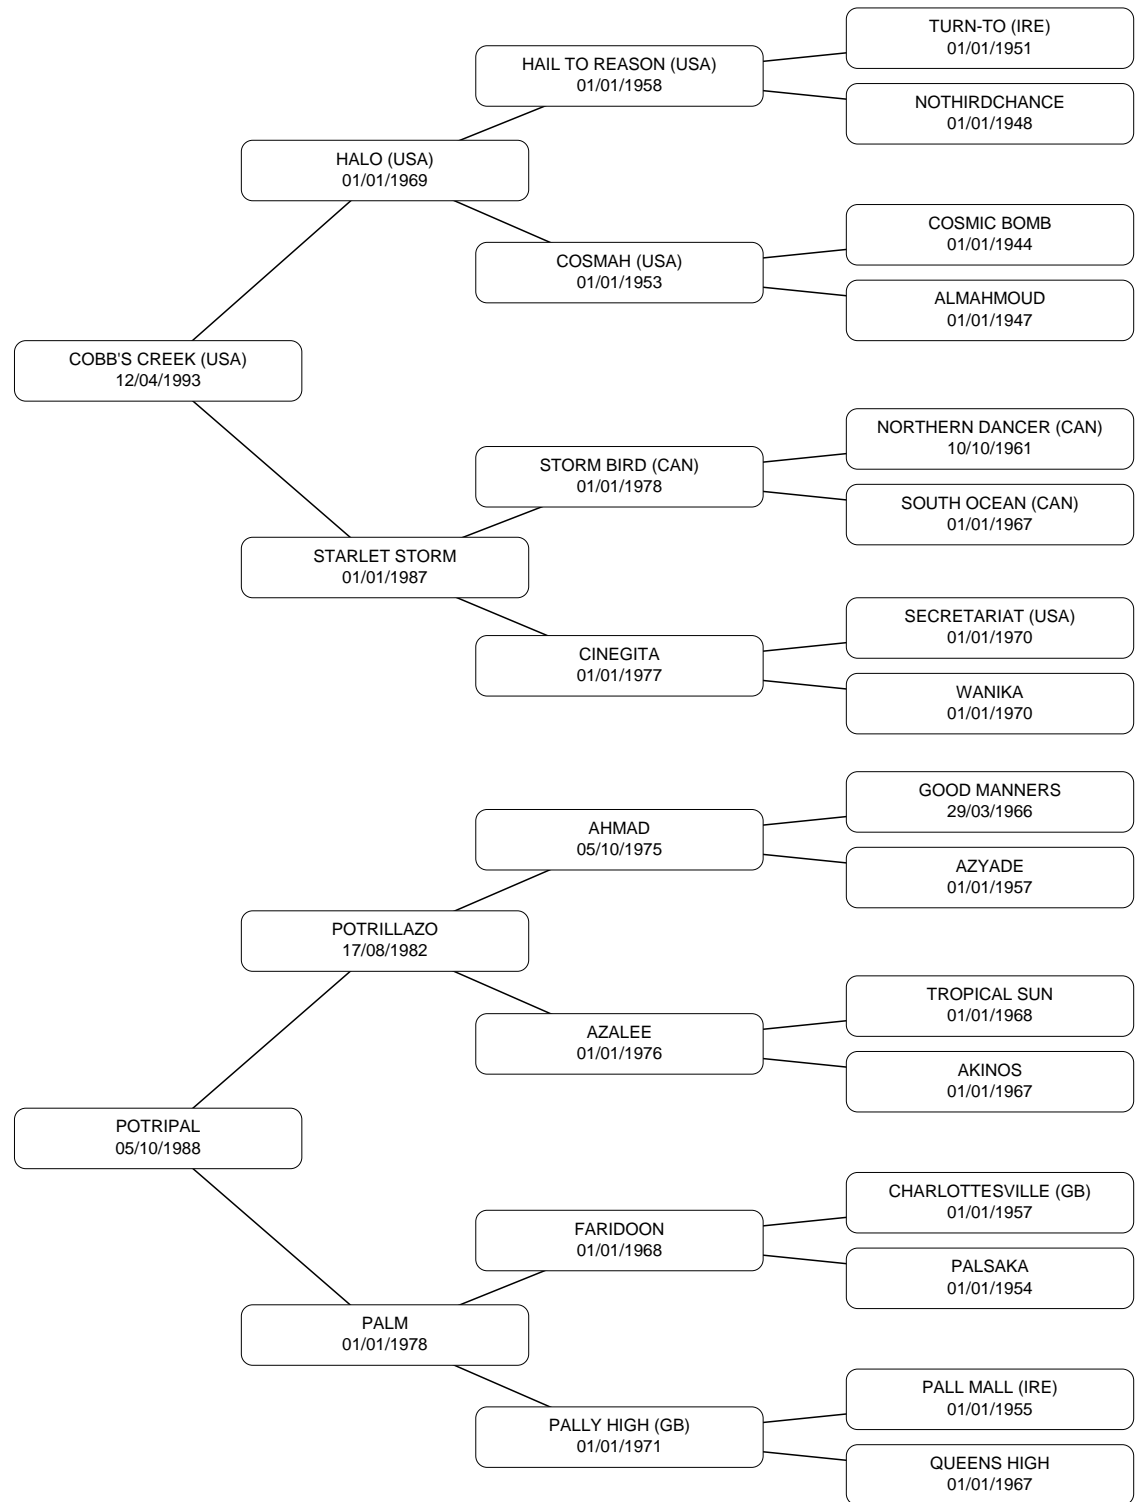 TURN-TO (IRE)
01/01/1951
HAIL TO REASON (USA)
01/01/1958
NOTHIRDCHANCE
01/01/1948
HALO (USA)
01/01/1969
COSMIC BOMB
01/01/1944
COSMAH (USA)
01/01/1953
ALMAHMOUD
01/01/1947
COBB'S CREEK (USA)
12/04/1993
NORTHERN DANCER (CAN)
10/10/1961
STORM BIRD (CAN)
01/01/1978
SOUTH OCEAN (CAN)
01/01/1967
STARLET STORM
01/01/1987
SECRETARIAT (USA)
01/01/1970
CINEGITA
01/01/1977
WANIKA
01/01/1970
GOOD MANNERS
29/03/1966
AHMAD
05/10/1975
AZYADE
01/01/1957
POTRILLAZO
17/08/1982
TROPICAL SUN
01/01/1968
AZALEE
01/01/1976
AKINOS
01/01/1967
POTRIPAL
05/10/1988
CHARLOTTESVILLE (GB)
01/01/1957
FARIDOON
01/01/1968
PALSAKA
01/01/1954
PALM
01/01/1978
PALL MALL (IRE)
01/01/1955
PALLY HIGH (GB)
01/01/1971
QUEENS HIGH
01/01/1967